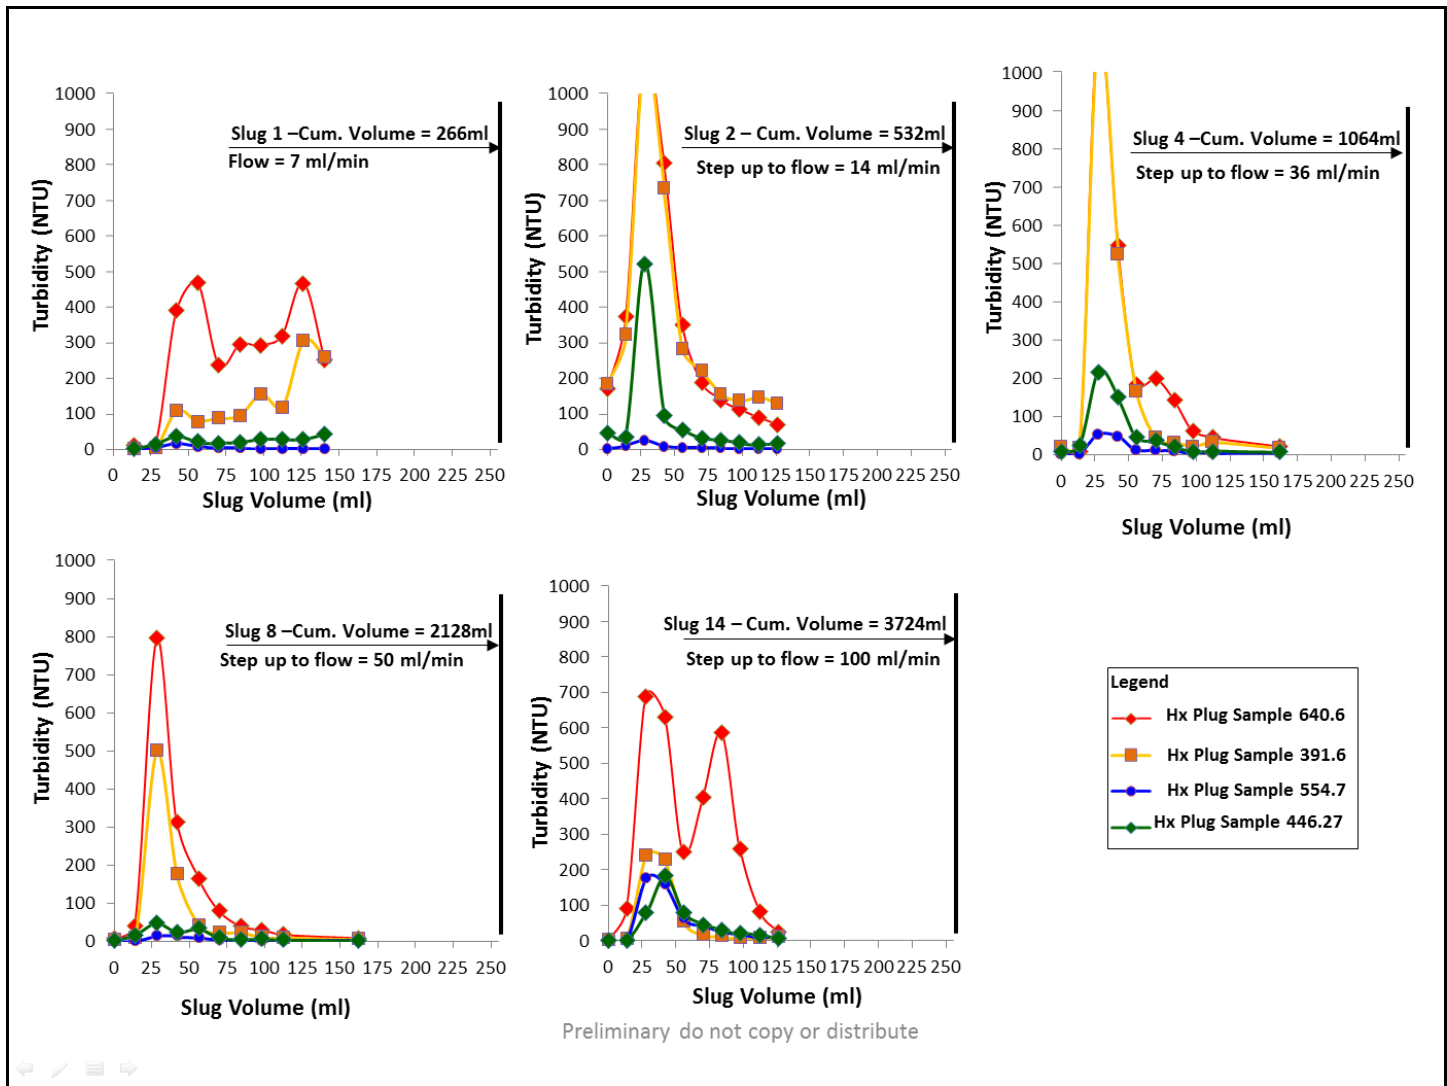 1000
900
800
700
600
500
400
300
200
100
0
Turbidity (NTU)
Slug 1 –Cum. Volume = 266ml
Flow = 7 ml/min
0 25 50 75 100 125 150 175 200 225 250
Slug Volume (ml)
1000
900
800
700
600
500
400
300
200
100
0
Turbidity (NTU)
Slug 2 – Cum. Volume = 532ml
Step up to flow = 14 ml/min
0 25 50 75 100 125 150 175 200 225 250
Slug Volume (ml)
1000
900
800
700
600
500
400
300
200
100
0
Turbidity (NTU)
Slug 4 –Cum. Volume = 1064ml
Step up to flow = 36 ml/min
0 25 50 75 100 125 150 175 200 225 250
Slug Volume (ml)
1000
900
800
700
600
500
400
300
200
100
0
Turbidity (NTU)
Slug 8 –Cum. Volume = 2128ml
Step up to flow = 50 ml/min
0 25 50 75 100 125 150 175 200 225 250
Slug Volume (ml)
1000
900
800
700
600
500
400
300
200
100
0
Turbidity (NTU)
Slug 14 – Cum. Volume = 3724ml
Step up to flow = 100 ml/min
0 25 50 75 100 125 150 175 200 225 250
Slug Volume (ml)
Legend
Hx Plug Sample 640.6
Hx Plug Sample 391.6
Hx Plug Sample 554.7
Hx Plug Sample 446.27
Preliminary do not copy or distribute